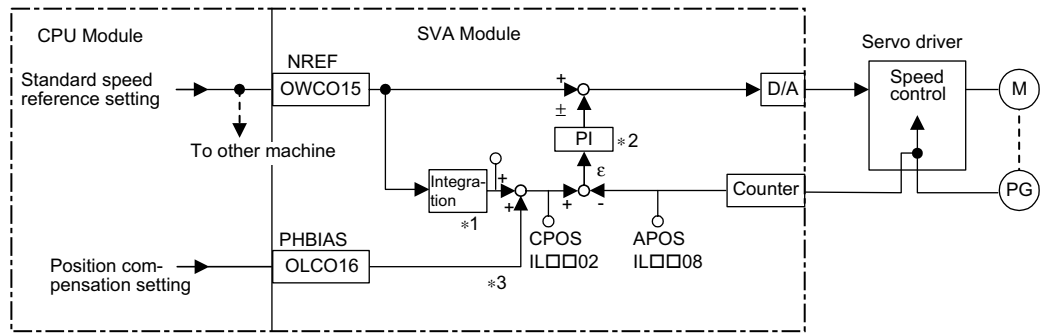 CPU Module
SVA Module
Servo driver
Standard speed
reference setting
NREF
OWCO15
+
±
D/A
Speed
control
M
To other machine
PI
*2
ε
Integra-
tion
*1
+
+
+
-
Counter
PG
CPOS
IL□□02
APOS
IL□□08
PHBIAS
OLCO16
Position com-
pensation setting
*3